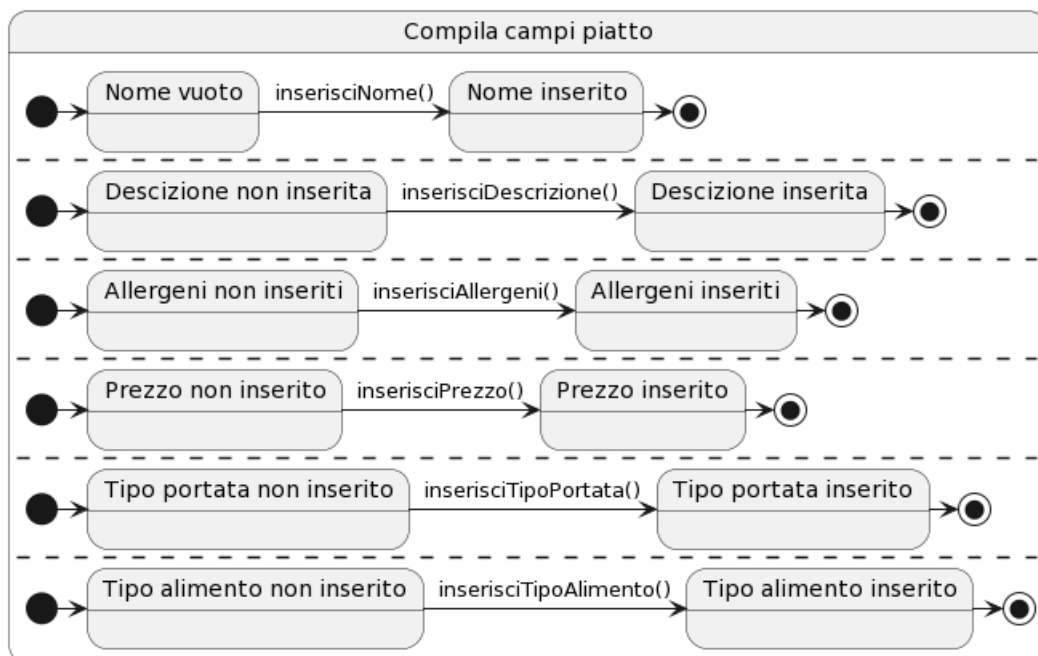 Compila campi piatto
Nome vuoto inserisciNome() Nome inserito
Descizione non inserita inserisciDescrizione() Descizione inserita
Allergeni non inseriti inserisciAllergeni() Allergeni inseriti
Prezzo non inserito inserisciPrezzo() Prezzo inserito
Tipo portata non inserito inserisciTipoPortata() Tipo portata inserito
Tipo alimento non inserito inserisciTipoAlimento() Tipo alimento inserito